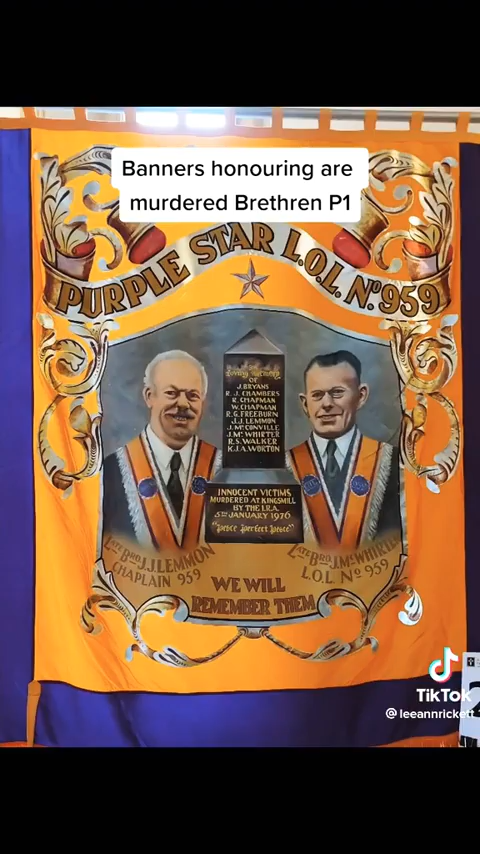 Banners honouring are
murdered Brethren P1
PURPLE STAR L.O.L. Nº 959
In Loving Memory
OF
J. BRYANS
R. J. CHAMBERS
R. CHAPMAN
W. CHAPMAN
R.G. FREEBURN
J.J. LEMMON
J. McCONVILLE
J. McWHIRTER
R.S. WALKER
K.J.A. WORTON
INNOCENT VICTIMS
MURDERED AT KINGSMILL
BY THE I.R.A.
5TH JANUARY 1976
"Peace Perfect Peace"
LATE BRO J.J. LEMMON
CHAPLAIN 959
LATE BRO J. McWHIRTER
L.O.L. Nº 959
WE WILL
REMEMBER THEM
TikTok